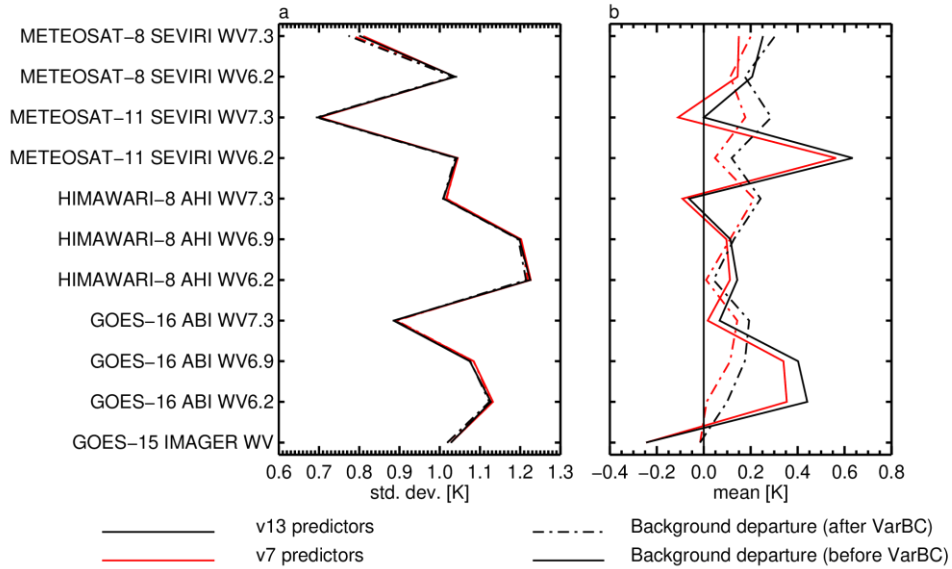 a
b
METEOSAT−8 SEVIRI WV7.3
METEOSAT−8 SEVIRI WV6.2
METEOSAT−11 SEVIRI WV7.3
METEOSAT−11 SEVIRI WV6.2
HIMAWARI−8 AHI WV7.3
HIMAWARI−8 AHI WV6.9
HIMAWARI−8 AHI WV6.2
GOES−16 ABI WV7.3
GOES−16 ABI WV6.9
GOES−16 ABI WV6.2
GOES−15 IMAGER WV
0.6 0.7 0.8 0.9 1.0 1.1 1.2 1.3
std. dev. [K]
−0.4 −0.2 0.0 0.2 0.4 0.6 0.8
mean [K]
v13 predictors
v7 predictors
Background departure (after VarBC)
Background departure (before VarBC)